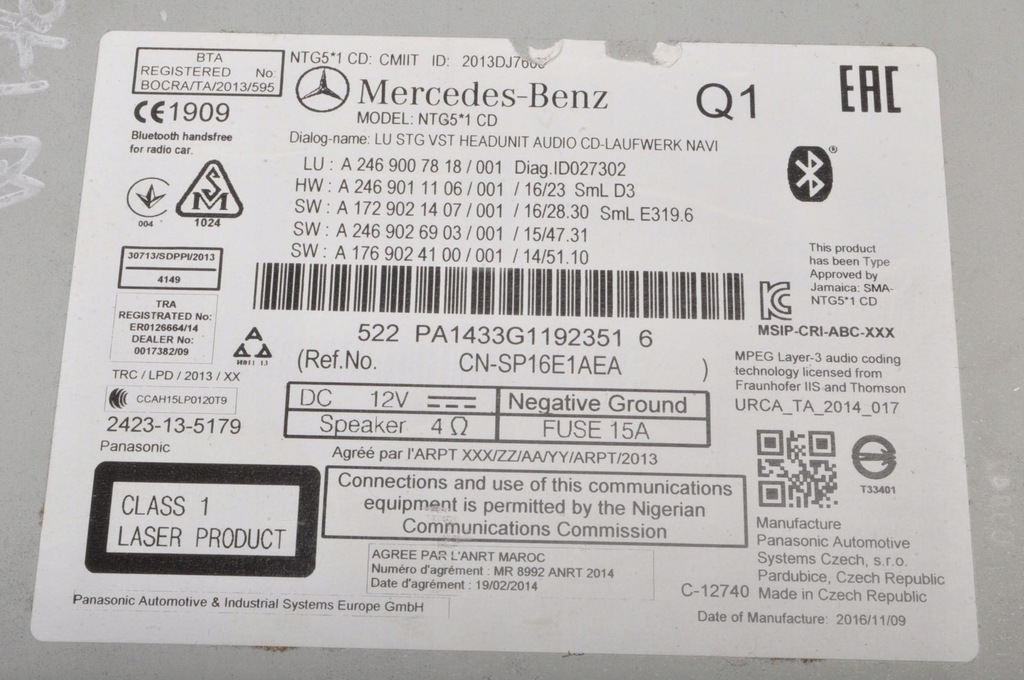 BTA
REGISTERED No:
BOCRA/TA/2013/595
NTG5*1 CD: CMIIT ID:
Mercedes-Benz
MODEL: NTG5*1 CD
Q1
EAC
CE1909
Bluetooth handsfree
for radio car.
Dialog-name: LU STG VST HEADUNIT AUDIO CD-LAUFWERK NAVI
LU : A 246 900 78 18 / 001 Diag.ID027302
HW : A 246 901 11 06 / 001 / 16/23 SmL D3
SW : A 172 902 14 07 / 001 / 16/28.30 SmL E319.6
SW : A 246 902 69 03 / 001 / 15/47.31
SW : A 176 902 41 00 / 001 / 14/51.10
®
004
SM
1024
30713/SDPPI/2013
4149
TRA
REGISTRATED No:
ER0126664/14
DEALER No:
0017382/09
H011 13
This product
has been Type
Approved by
Jamaica: SMA-
NTG5*1 CD
KC
MSIP-CRI-ABC-XXX
522 PA1433G1192351 6
(Ref.No. CN-SP16E1AEA )
MPEG Layer-3 audio coding
technology licensed from
Fraunhofer IIS and Thomson
URCA_TA_2014_017
TRC / LPD / 2013 / XX
CCAH15LP0120T9
2423-13-5179
Panasonic
DC 12V Negative Ground
Speaker 4 Ω FUSE 15A
Agréé par l'ARPT XXX/ZZ/AA/YY/ARPT/2013
Connections and use of this communications
equipment is permitted by the Nigerian
Communications Commission
T33401
CLASS 1
LASER PRODUCT
AGREE PAR L'ANRT MAROC
Numéro d'agrément : MR 8992 ANRT 2014
Date d'agrément : 19/02/2014
Manufacture
Panasonic Automotive
Systems Czech, s.r.o.
Pardubice, Czech Republic
C-12740 Made in Czech Republic
Panasonic Automotive & Industrial Systems Europe GmbH
Date of Manufacture: 2016/11/09